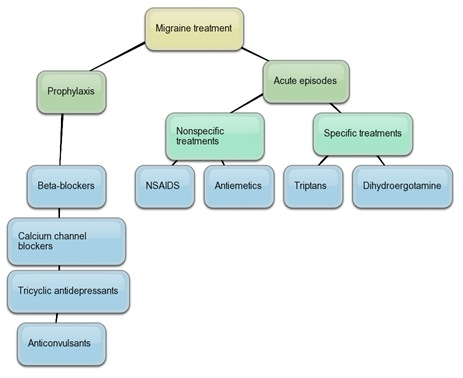 Migraine treatment
Prophylaxis
Acute episodes
Nonspecific
treatments
Specific treatments
Beta-blockers
NSAIDS
Antiemetics
Triptans
Dihydroergotamine
Calcium channel
blockers
Tricyclic antidepressants
Anticonvulsants